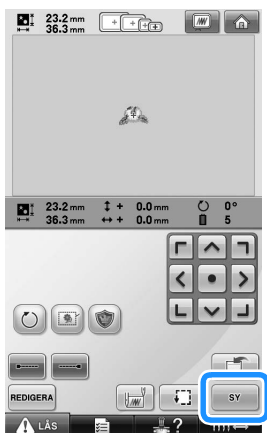 23.2 mm
36.3 mm
23.2 mm ↕ + 0.0 mm 0°
36.3 mm ↔ + 0.0 mm 5
REDIGERA
SY
LÅS
?